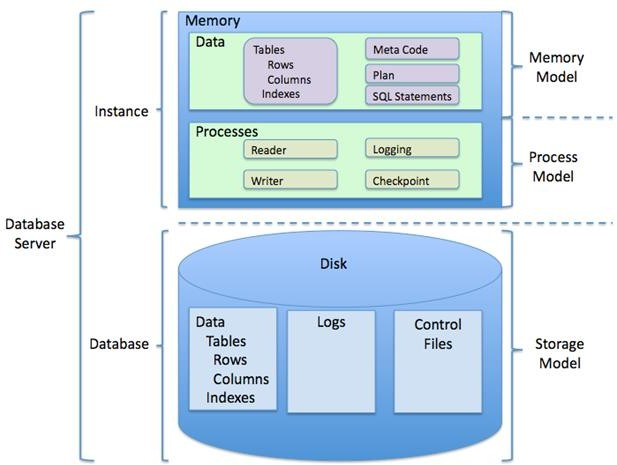 Memory
Data
Tables
Rows
Columns
Indexes
Meta Code
Plan
SQL Statements
Memory
Model
Instance
Processes
Reader
Logging
Writer
Checkpoint
Process
Model
Database
Server
Disk
Database
Data
Tables
Rows
Columns
Indexes
Logs
Control
Files
Storage
Model